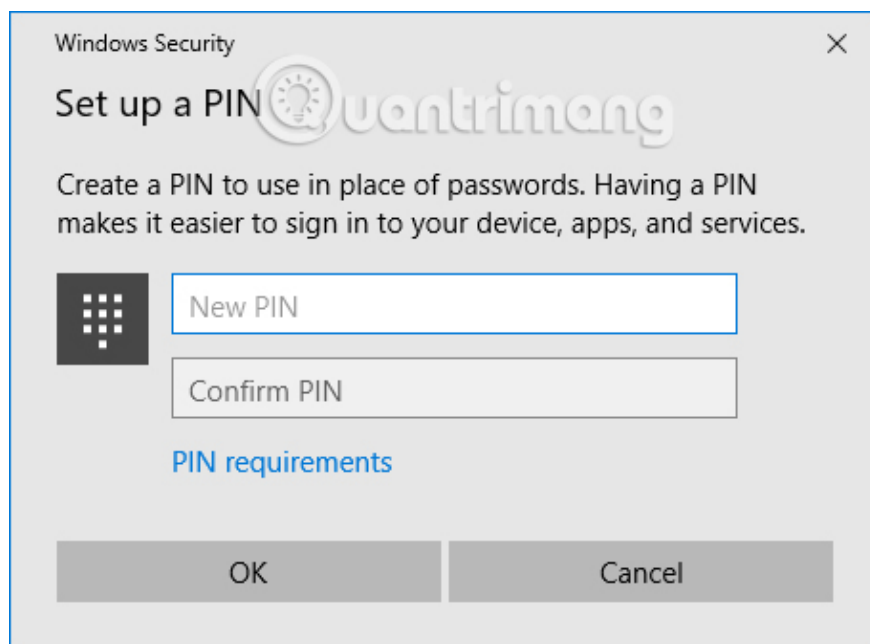 Windows Security
Set up a PIN
Quantrimang
Create a PIN to use in place of passwords. Having a PIN
makes it easier to sign in to your device, apps, and services.
New PIN
Confirm PIN
PIN requirements
OK Cancel